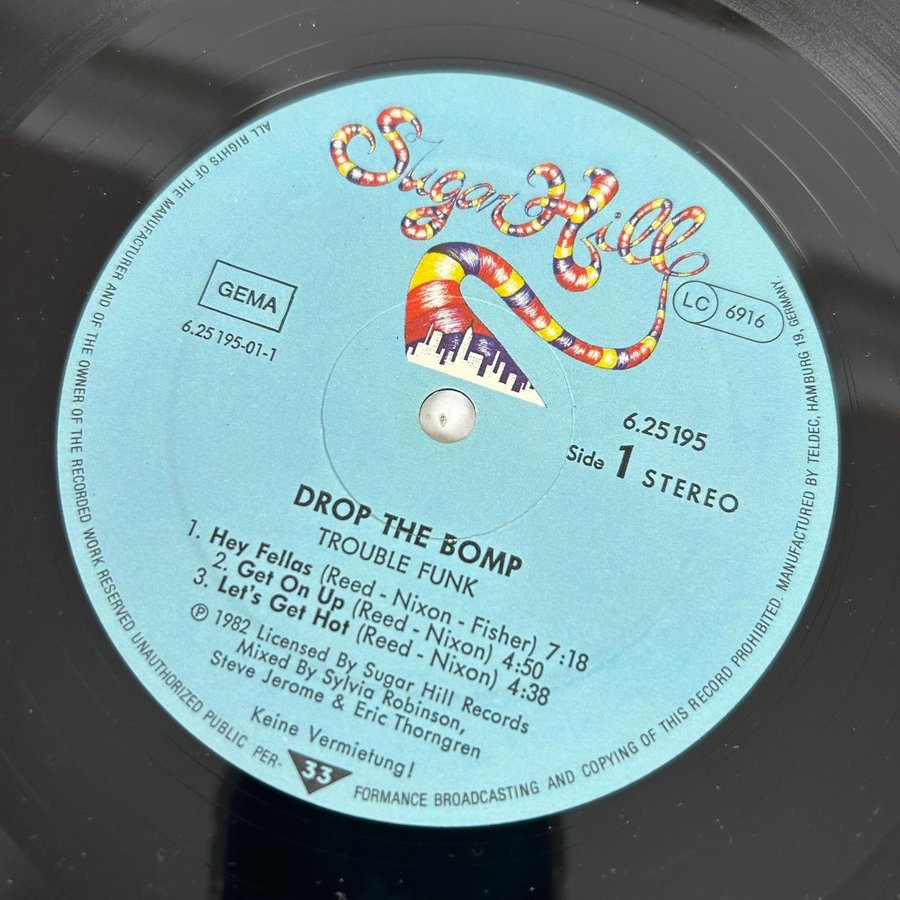 Sugar Hill
GEMA
6.25195-01-1
LC 6916
6.25195
Side 1 STEREO
DROP THE BOMP
TROUBLE FUNK
1. Hey Fellas (Reed - Nixon - Fisher) 7:18
2. Get On Up (Reed - Nixon) 4:50
3. Let's Get Hot (Reed - Nixon) 4:38
℗ 1982 Licensed By Sugar Hill Records
Mixed By Sylvia Robinson,
Steve Jerome & Eric Thorngren
Keine Vermietung!
33
ALL RIGHTS OF THE MANUFACTURER AND OF THE OWNER OF THE RECORDED WORK RESERVED UNAUTHORIZED PUBLIC PER- FORMANCE BROADCASTING AND COPYING OF THIS RECORD PROHIBITED. MANUFACTURED BY TELDEC, HAMBURG 19, GERMANY.